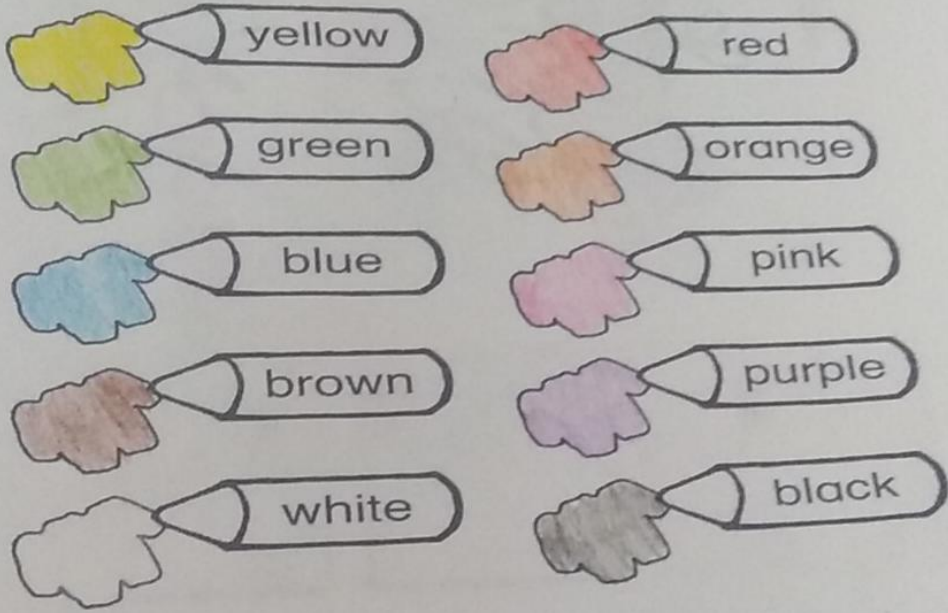 yellow
red
green
orange
blue
pink
brown
purple
white
black